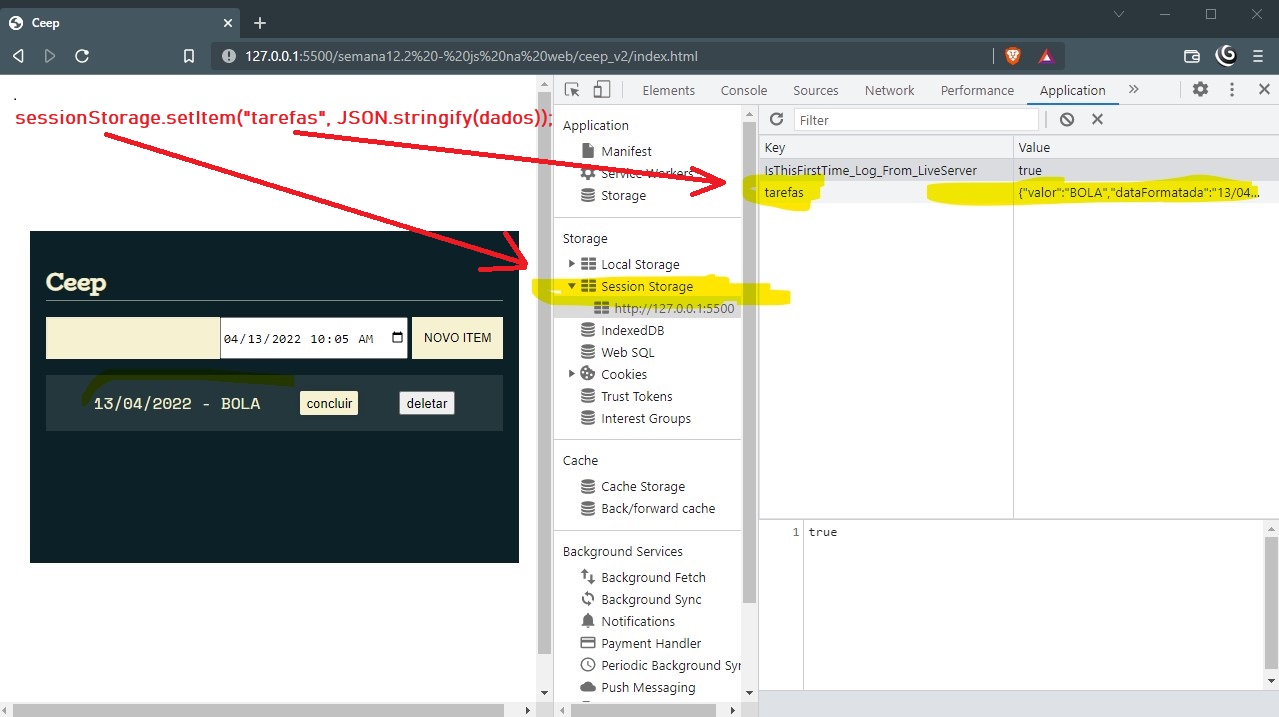 Ceep
127.0.0.1:5500/semana12.2%20-%20js%20na%20web/ceep_v2/index.html
.
sessionStorage.setItem("tarefas", JSON.stringify(dados));
Ceep
04/13/2022 10:05 AM
NOVO ITEM
13/04/2022 - BOLA
concluir
deletar
Elements Console Sources Network Performance Application
Application
Manifest
Service Workers
Storage
Storage
Local Storage
Session Storage
http://127.0.0.1:5500
IndexedDB
Web SQL
Cookies
Trust Tokens
Interest Groups
Cache
Cache Storage
Back/forward cache
Background Services
Background Fetch
Background Sync
Notifications
Payment Handler
Periodic Background Syn
Push Messaging
Filter
Key Value
IsThisFirstTime_Log_From_LiveServer true
tarefas {"valor":"BOLA","dataFormatada":"13/04...
1 true